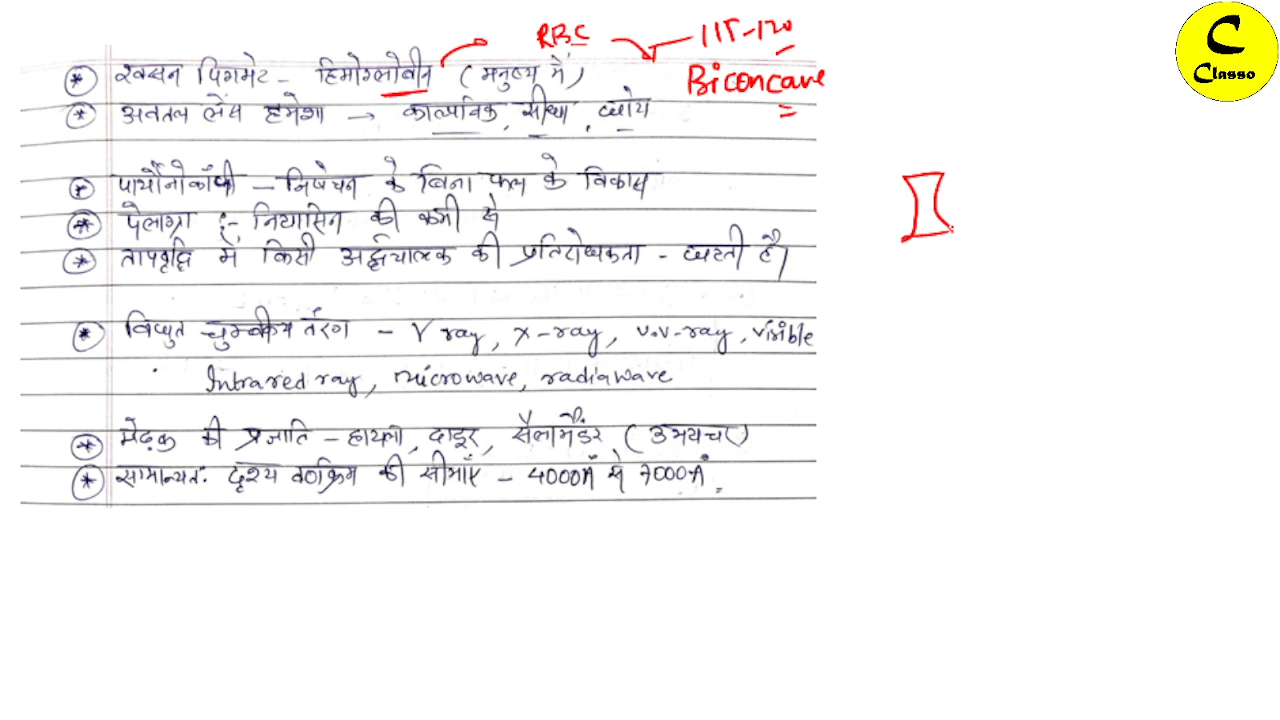 RBC 115-120
श्वसन पिगमेंट - हिमोग्लोबीन (मनुष्य में) Biconcave
अवतल लेंस हमेशा → काल्पनिक, सीधा, छोटा
पार्थेनोकॉर्पी - निषेचन के बिना फल के विकास
पेलाग्रा :- नियासिन की कमी से
तापवृद्धि में किसी अर्द्धचालक की प्रतिरोधकता - घटती है।
विधुत चुम्बकीय तरंग - γ ray, X-ray, U.V-ray, visible
Infrared ray, microwave, radiawave
मेढ़क की प्रजाति - हायला, दादूर, सैलामैंडर (उभयचर)
सामान्यत: दृश्य वर्णक्रम की सीमाएँ - 4000Å से 7000Å
C
Classo